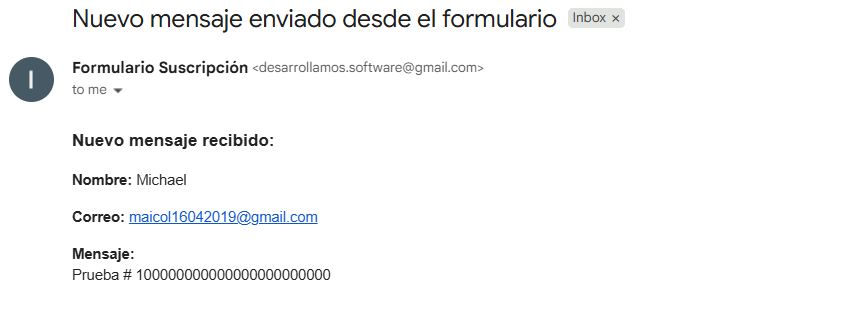 Nuevo mensaje enviado desde el formulario Inbox ×
I
Formulario Suscripción <desarrollamos.software@gmail.com>
to me
Nuevo mensaje recibido:
Nombre: Michael
Correo: maicol16042019@gmail.com
Mensaje:
Prueba # 100000000000000000000000